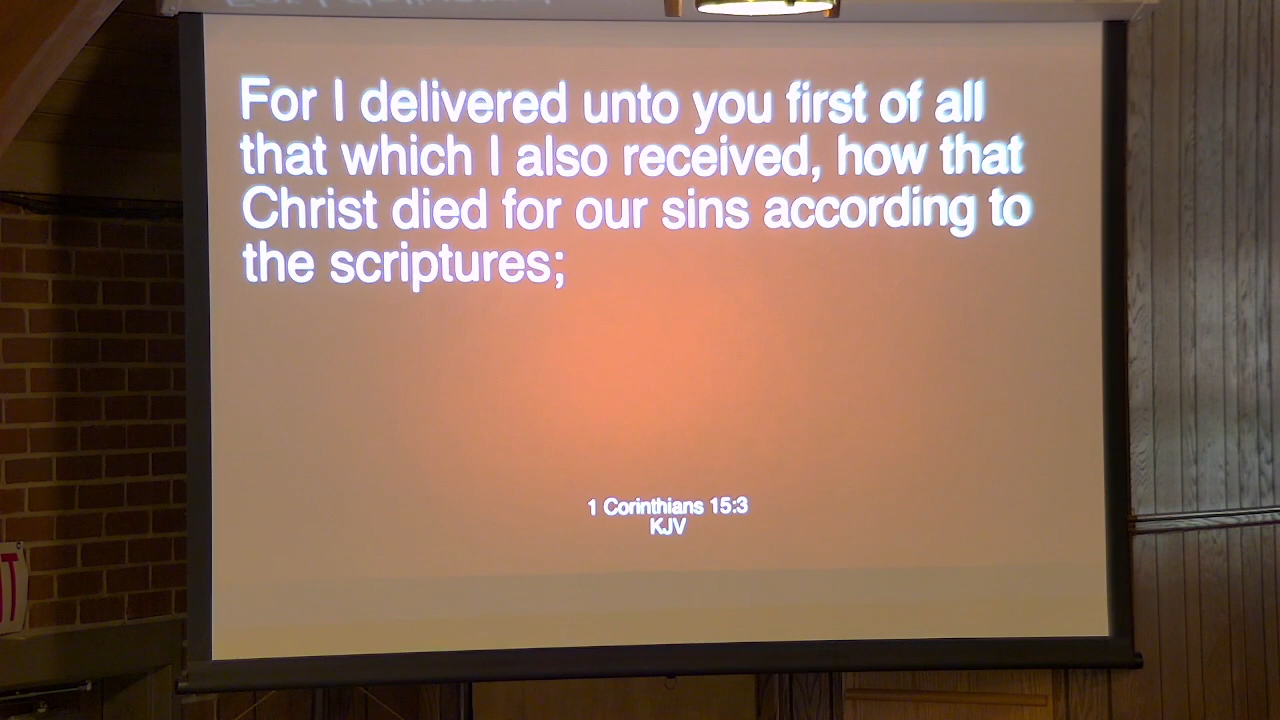 For I delivered unto you first of all
that which I also received, how that
Christ died for our sins according to
the scriptures;
1 Corinthians 15:3
KJV